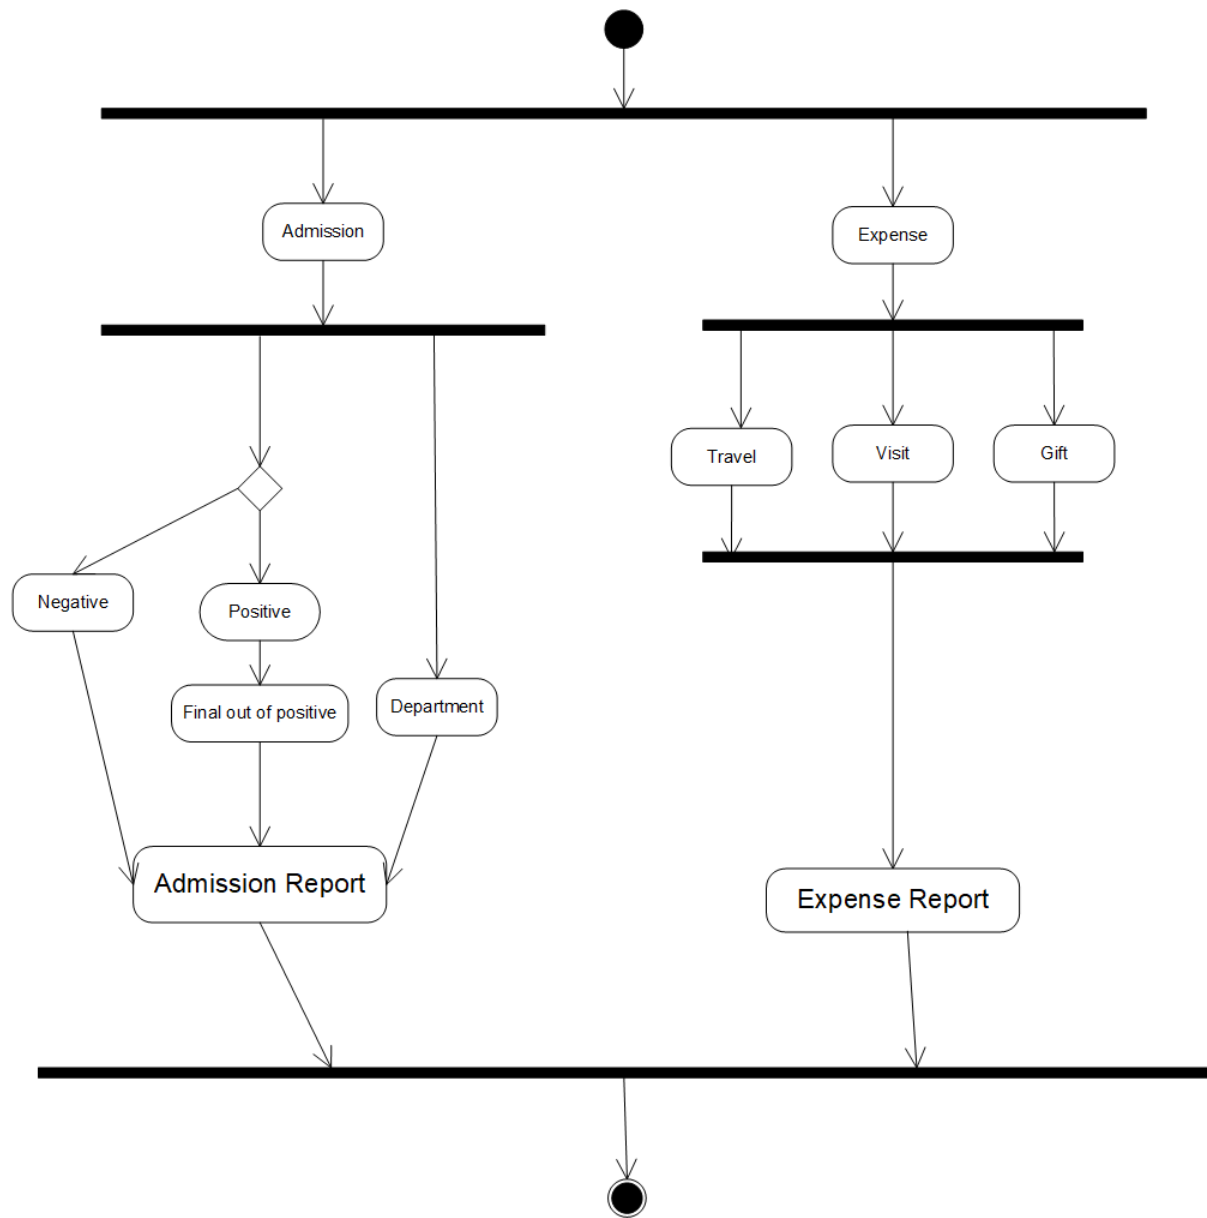 Admission
Expense
Travel
Visit
Gift
Negative
Positive
Final out of positive
Department
Admission Report
Expense Report